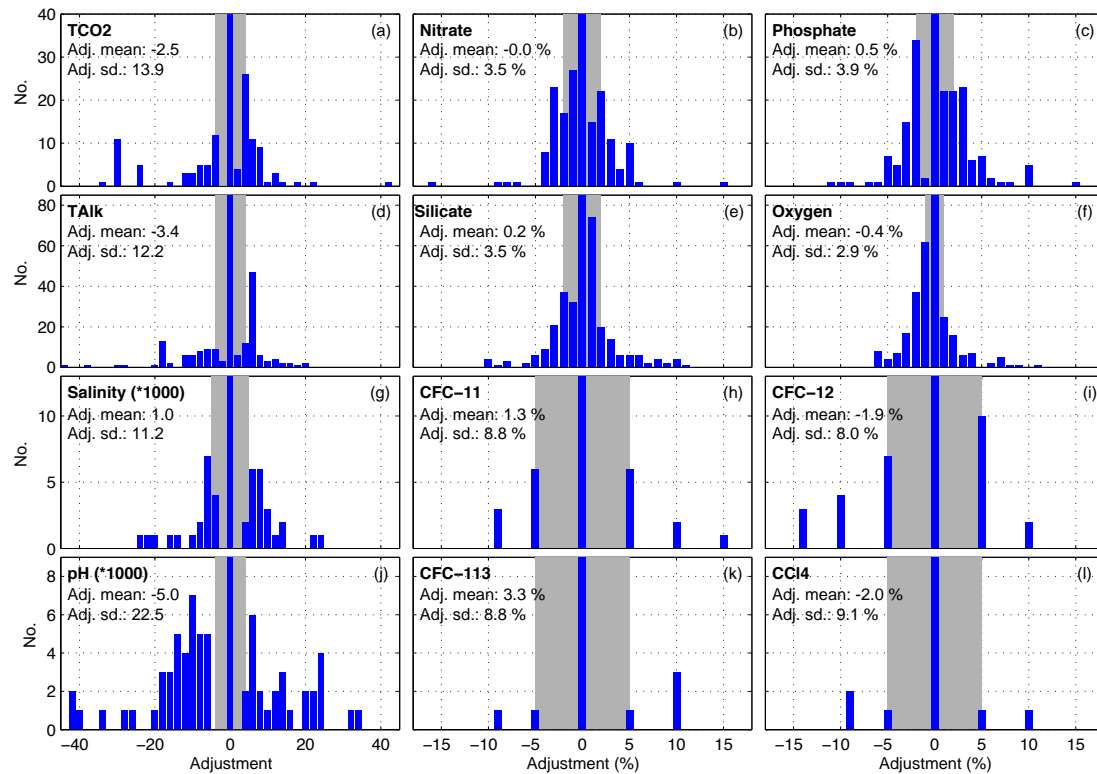 TCO2 (a)
Adj. mean: -2.5
Adj. sd.: 13.9
No.
40
30
20
10
0
Nitrate (b)
Adj. mean: -0.0 %
Adj. sd.: 3.5 %
Phosphate (c)
Adj. mean: 0.5 %
Adj. sd.: 3.9 %
TAlk (d)
Adj. mean: -3.4
Adj. sd.: 12.2
No.
80
60
40
20
0
Silicate (e)
Adj. mean: 0.2 %
Adj. sd.: 3.5 %
Oxygen (f)
Adj. mean: -0.4 %
Adj. sd.: 2.9 %
Salinity (*1000) (g)
Adj. mean: 1.0
Adj. sd.: 11.2
No.
10
5
0
CFC-11 (h)
Adj. mean: 1.3 %
Adj. sd.: 8.8 %
CFC-12 (i)
Adj. mean: -1.9 %
Adj. sd.: 8.0 %
pH (*1000) (j)
Adj. mean: -5.0
Adj. sd.: 22.5
No.
8
6
4
2
0
CFC-113 (k)
Adj. mean: 3.3 %
Adj. sd.: 8.8 %
CCl4 (l)
Adj. mean: -2.0 %
Adj. sd.: 9.1 %
−40 −20 0 20 40
Adjustment
−15 −10 −5 0 5 10 15
Adjustment (%)
−15 −10 −5 0 5 10 15
Adjustment (%)